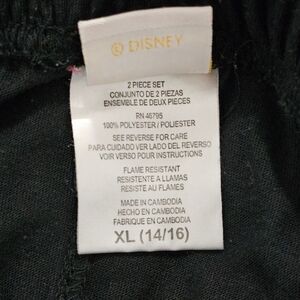 © DISNEY
2 PIECE SET
CONJUNTO DE 2 PIEZAS
ENSEMBLE DE DEUX PIÈCES
RN 46795
100% POLYESTER / POLIESTER
SEE REVERSE FOR CARE
PARA CUIDADO VER LADO DEL REVERSO
VOIR VERSO POUR INSTRUCTIONS
FLAME RESISTANT
RESISTENTE A LLAMAS
RESISTE AU FLAMES
MADE IN CAMBODIA
HECHO EN CAMBODIA
FABRIQUE EN CAMBODIA
XL (14/16)